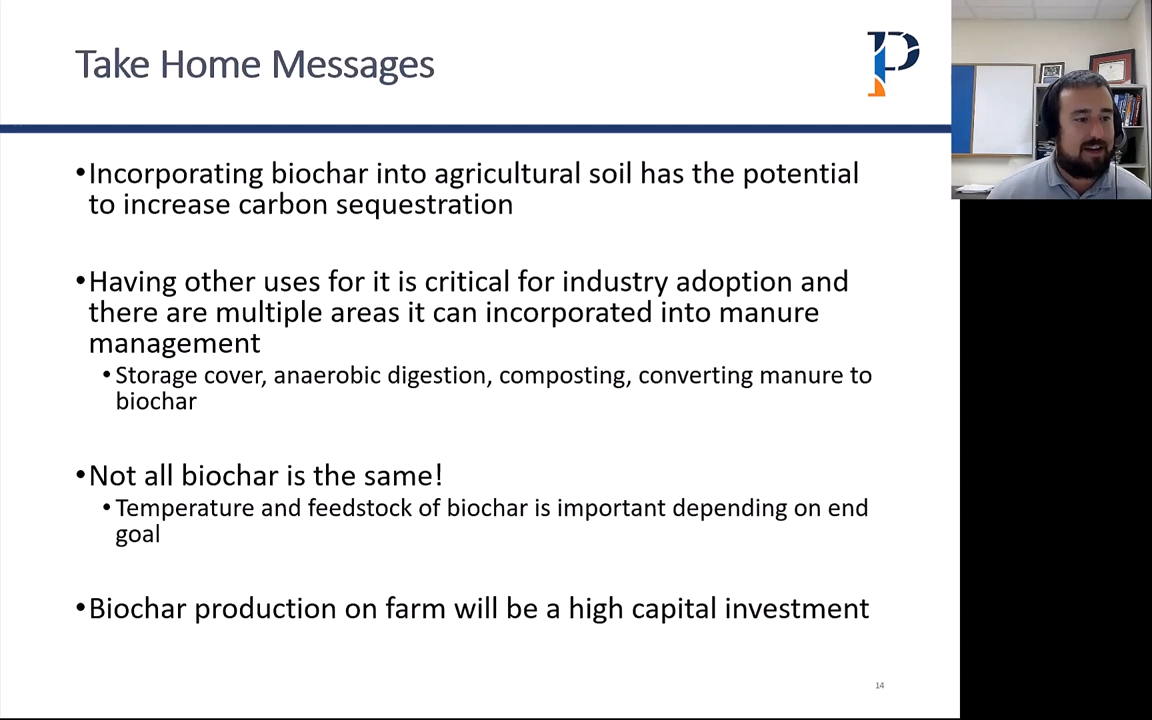 Take Home Messages
•Incorporating biochar into agricultural soil has the potential
to increase carbon sequestration
•Having other uses for it is critical for industry adoption and
there are multiple areas it can incorporated into manure
management
•Storage cover, anaerobic digestion, composting, converting manure to
biochar
•Not all biochar is the same!
•Temperature and feedstock of biochar is important depending on end
goal
•Biochar production on farm will be a high capital investment
14